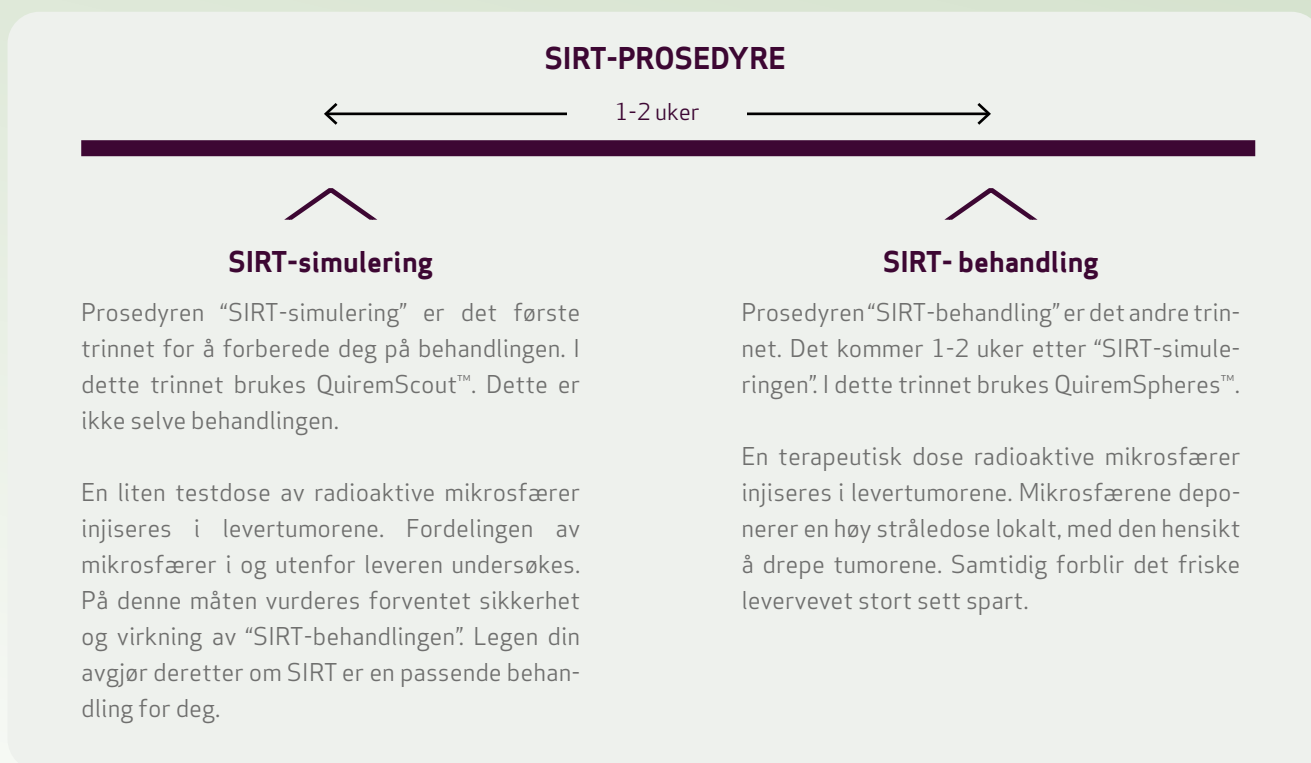 SIRT-PROSEDYRE
1-2 uker
SIRT-simulering
Prosedyren “SIRT-simulering” er det første
trinnet for å forberede deg på behandlingen. I
dette trinnet brukes QuiremScout™. Dette er
ikke selve behandlingen.
En liten testdose av radioaktive mikrosfærer
injiseres i levertumorene. Fordelingen av
mikrosfærer i og utenfor leveren undersøkes.
På denne måten vurderes forventet sikkerhet
og virkning av “SIRT-behandlingen”. Legen din
avgjør deretter om SIRT er en passende behan-
dling for deg.
SIRT- behandling
Prosedyren “SIRT-behandling” er det andre trin-
net. Det kommer 1-2 uker etter “SIRT-simule-
ringen”. I dette trinnet brukes QuiremSpheres™.
En terapeutisk dose radioaktive mikrosfærer
injiseres i levertumorene. Mikrosfærene depo-
nerer en høy stråledose lokalt, med den hensikt
å drepe tumorene. Samtidig forblir det friske
levervevet stort sett spart.